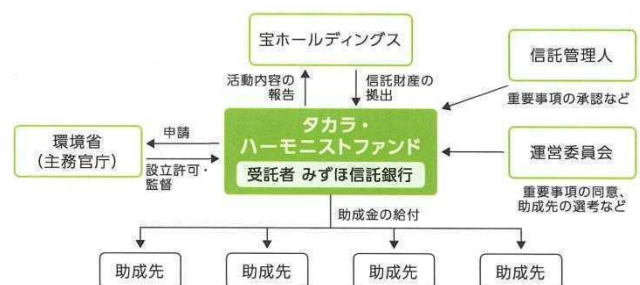 宝ホールディングス
信託管理人
活動内容の
報告
信託財産の
拠出
重要事項の承認など
環境省
(主務官庁)
申請
設立許可・
監督
タカラ・
ハーモニストファンド
受託者 みずほ信託銀行
運営委員会
重要事項の同意、
助成先の選考など
助成金の給付
助成先
助成先
助成先
助成先